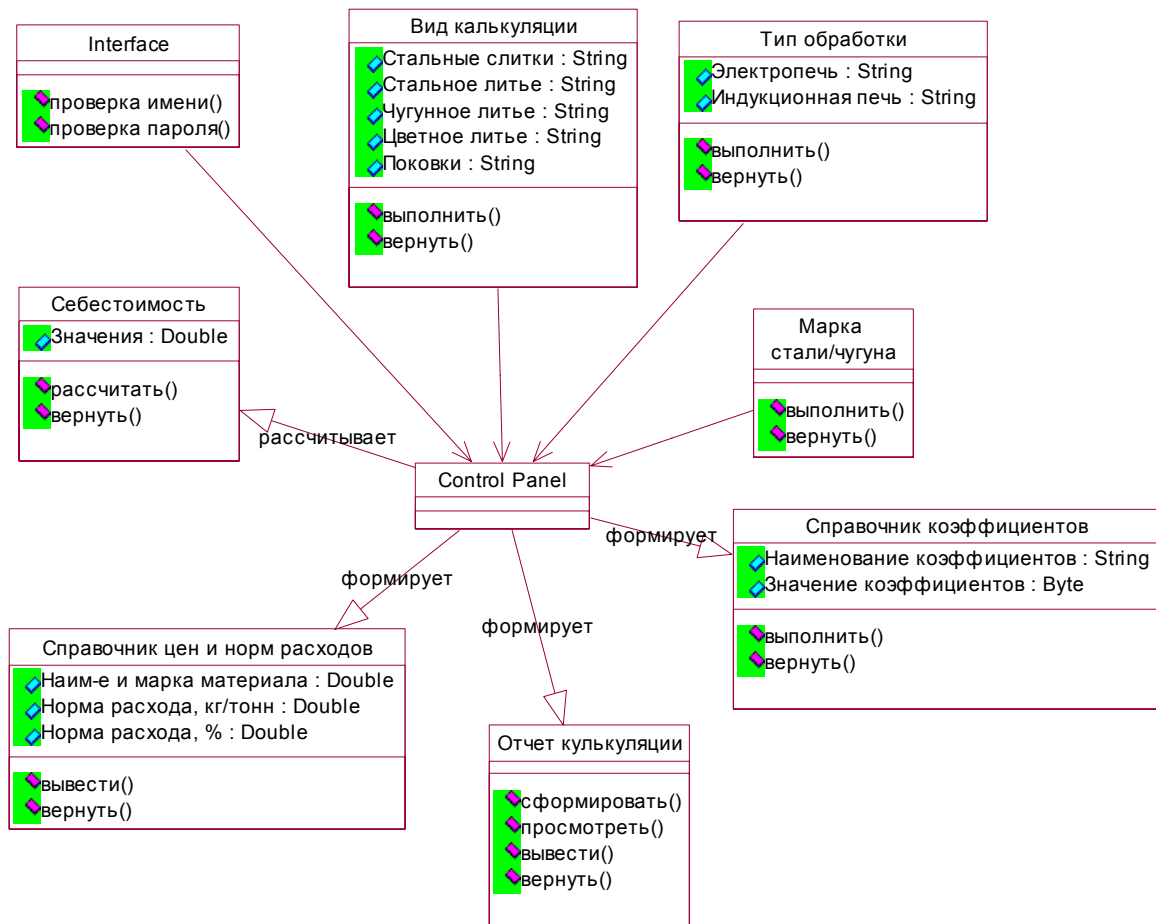 Interface
проверка имени()
проверка пароля()
Вид калькуляции
Стальные слитки : String
Стальное литье : String
Чугунное литье : String
Цветное литье : String
Поковки : String
выполнить()
вернуть()
Тип обработки
Электропечь : String
Индукционная печь : String
выполнить()
вернуть()
Себестоимость
Значения : Double
рассчитать()
вернуть()
Марка
стали/чугуна
выполнить()
вернуть()
рассчитывает
Control Panel
формирует
Справочник коэффициентов
Наименование коэффициентов : String
Значение коэффициентов : Byte
выполнить()
вернуть()
формирует
формирует
Справочник цен и норм расходов
Наим-е и марка материала : Double
Норма расхода, кг/тонн : Double
Норма расхода, % : Double
вывести()
вернуть()
Отчет кулькуляции
сформировать()
просмотреть()
вывести()
вернуть()